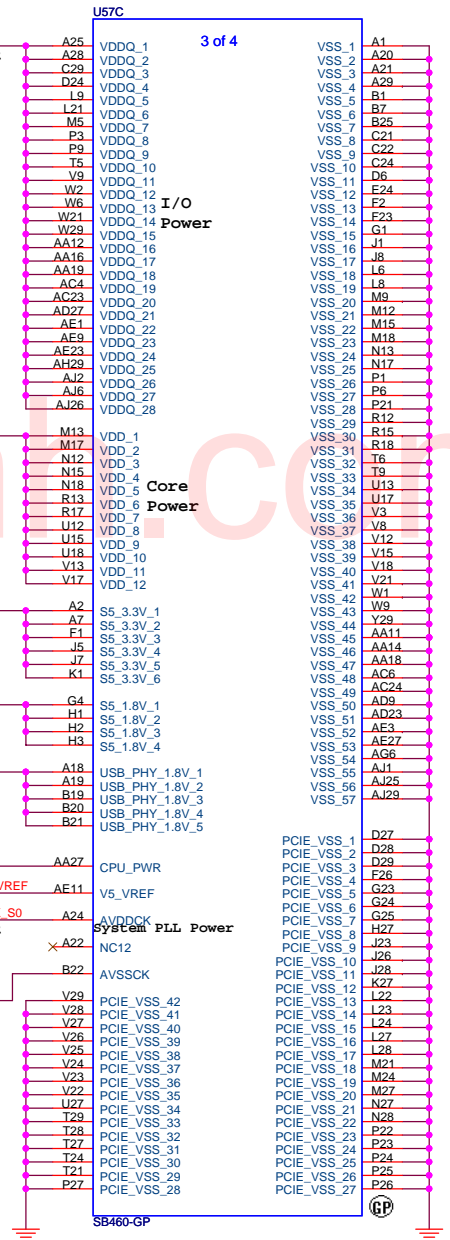 U57C
3 of 4
A25 VDDQ_1 VSS_1 A1
A28 VDDQ_2 VSS_2 A20
C29 VDDQ_3 VSS_3 A21
D24 VDDQ_4 VSS_4 A29
L9 VDDQ_5 VSS_5 B1
L21 VDDQ_6 VSS_6 B7
M5 VDDQ_7 VSS_7 B25
P3 VDDQ_8 VSS_8 C21
P9 VDDQ_9 VSS_9 C22
T5 VDDQ_10 VSS_10 C24
V9 VDDQ_11 VSS_11 D6
W2 VDDQ_12 VSS_12 E24
W6 VDDQ_13 I/O VSS_13 F2
W21 VDDQ_14 Power VSS_14 F23
W29 VDDQ_15 VSS_15 G1
AA12 VDDQ_16 VSS_16 J1
AA16 VDDQ_17 VSS_17 J8
AA19 VDDQ_18 VSS_18 L6
AC4 VDDQ_19 VSS_19 L8
AC23 VDDQ_20 VSS_20 M9
AD27 VDDQ_21 VSS_21 M12
AE1 VDDQ_22 VSS_22 M15
AE9 VDDQ_23 VSS_23 M18
AE23 VDDQ_24 VSS_24 N13
AH29 VDDQ_25 VSS_25 N17
AJ2 VDDQ_26 VSS_26 P1
AJ6 VDDQ_27 VSS_27 P6
AJ26 VDDQ_28 VSS_28 P21
VSS_29 R12
M13 VDD_1 VSS_30 R15
M17 VDD_2 VSS_31 R18
N12 VDD_3 VSS_32 T6
N15 VDD_4 VSS_33 T9
N18 VDD_5 Core VSS_34 U13
R13 VDD_6 Power VSS_35 U17
R17 VDD_7 VSS_36 V3
U12 VDD_8 VSS_37 V8
U15 VDD_9 VSS_38 V12
U18 VDD_10 VSS_39 V15
V13 VDD_11 VSS_40 V18
V17 VDD_12 VSS_41 V21
VSS_42 W1
A2 S5_3.3V_1 VSS_43 W9
A7 S5_3.3V_2 VSS_44 Y29
F1 S5_3.3V_3 VSS_45 AA11
J5 S5_3.3V_4 VSS_46 AA14
J7 S5_3.3V_5 VSS_47 AA18
K1 S5_3.3V_6 VSS_48 AC6
VSS_49 AC24
G4 S5_1.8V_1 VSS_50 AD9
H1 S5_1.8V_2 VSS_51 AD23
H2 S5_1.8V_3 VSS_52 AE3
H3 S5_1.8V_4 VSS_53 AE27
VSS_54 AG6
A18 USB_PHY_1.8V_1 VSS_55 AJ1
A19 USB_PHY_1.8V_2 VSS_56 AJ25
B19 USB_PHY_1.8V_3 VSS_57 AJ29
B20 USB_PHY_1.8V_4
B21 USB_PHY_1.8V_5
PCIE_VSS_1 D27
PCIE_VSS_2 D28
AA27 CPU_PWR PCIE_VSS_3 D29
PCIE_VSS_4 F26
VREF AE11 V5_VREF PCIE_VSS_5 G23
PCIE_VSS_6 G24
_S0 A24 AVDDCK PCIE_VSS_7 G25
System PLL Power PCIE_VSS_8 H27
A22 NC12 PCIE_VSS_9 J23
PCIE_VSS_10 J26
B22 AVSSCK PCIE_VSS_11 J28
PCIE_VSS_12 K27
V29 PCIE_VSS_42 PCIE_VSS_13 L22
V28 PCIE_VSS_41 PCIE_VSS_14 L23
V27 PCIE_VSS_40 PCIE_VSS_15 L24
V26 PCIE_VSS_39 PCIE_VSS_16 L27
V25 PCIE_VSS_38 PCIE_VSS_17 L28
V24 PCIE_VSS_37 PCIE_VSS_18 M21
V23 PCIE_VSS_36 PCIE_VSS_19 M24
V22 PCIE_VSS_35 PCIE_VSS_20 M27
U27 PCIE_VSS_34 PCIE_VSS_21 N27
T29 PCIE_VSS_33 PCIE_VSS_22 N28
T28 PCIE_VSS_32 PCIE_VSS_23 P22
T27 PCIE_VSS_31 PCIE_VSS_24 P23
T24 PCIE_VSS_30 PCIE_VSS_25 P24
T21 PCIE_VSS_29 PCIE_VSS_26 P25
P27 PCIE_VSS_28 PCIE_VSS_27 P26
GP
SB460-GP